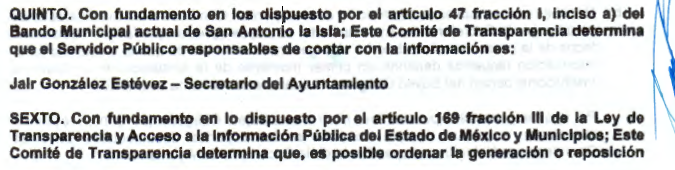 QUINTO. Con fundamento en los dispuesto por el artículo 47 fracción I, inciso a) del
Bando Municipal actual de San Antonio la Isla; Este Comité de Transparencia determina
que el Servidor Público responsables de contar con la información es:
Jair González Estévez – Secretario del Ayuntamiento
SEXTO. Con fundamento en lo dispuesto por el artículo 169 fracción III de la Ley de
Transparencia y Acceso a la Información Pública del Estado de México y Municipios; Este
Comité de Transparencia determina que, es posible ordenar la generación o reposición